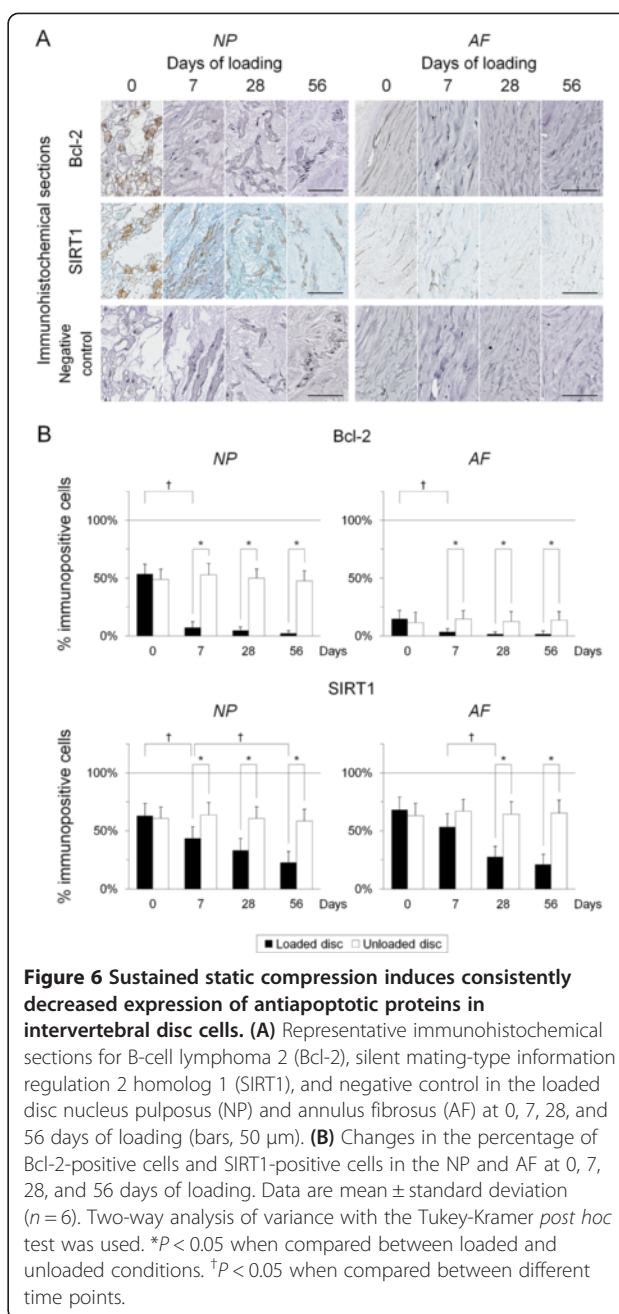 A
NP AF
Days of loading Days of loading
0 7 28 56 0 7 28 56
Immunohistochemical sections
Bcl-2
SIRT1
Negative
control
B
Bcl-2
NP AF
% immunopositive cells
100%
50%
0%
† * * *
0 7 28 56 Days
100%
50%
0%
† * * *
0 7 28 56 Days
SIRT1
NP AF
% immunopositive cells
100%
50%
0%
† † * * *
0 7 28 56 Days
100%
50%
0%
† * *
0 7 28 56 Days
■ Loaded disc □ Unloaded disc
Figure 6 Sustained static compression induces consistently
decreased expression of antiapoptotic proteins in
intervertebral disc cells. (A) Representative immunohistochemical
sections for B-cell lymphoma 2 (Bcl-2), silent mating-type information
regulation 2 homolog 1 (SIRT1), and negative control in the loaded
disc nucleus pulposus (NP) and annulus fibrosus (AF) at 0, 7, 28, and
56 days of loading (bars, 50 μm). (B) Changes in the percentage of
Bcl-2-positive cells and SIRT1-positive cells in the NP and AF at 0, 7,
28, and 56 days of loading. Data are mean ± standard deviation
(n = 6). Two-way analysis of variance with the Tukey-Kramer post hoc
test was used. *P < 0.05 when compared between loaded and
unloaded conditions. †P < 0.05 when compared between different
time points.